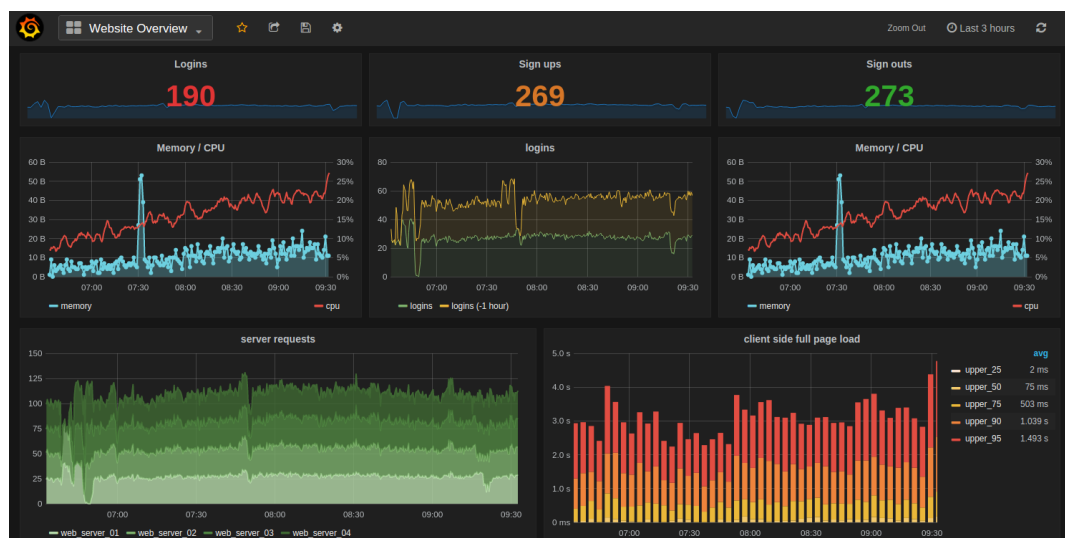 Website Overview
Zoom Out
Last 3 hours
Logins
190
Sign ups
269
Sign outs
273
Memory / CPU
60 B
50 B
40 B
30 B
20 B
10 B
0 B
30%
25%
20%
15%
10%
5%
0%
07:00 07:30 08:00 08:30 09:00 09:30
memory cpu
logins
80
60
40
20
0
07:00 07:30 08:00 08:30 09:00 09:30
logins logins (-1 hour)
Memory / CPU
60 B
50 B
40 B
30 B
20 B
10 B
0 B
30%
25%
20%
15%
10%
5%
0%
07:00 07:30 08:00 08:30 09:00 09:30
memory cpu
server requests
150
125
100
75
50
25
0
07:00 07:30 08:00 08:30 09:00 09:30
web_server_01 web_server_02 web_server_03 web_server_04
client side full page load
5.0 s
4.0 s
3.0 s
2.0 s
1.0 s
0 ms
07:00 07:30 08:00 08:30 09:00 09:30
avg
upper_25 2 ms
upper_50 75 ms
upper_75 503 ms
upper_90 1.039 s
upper_95 1.493 s